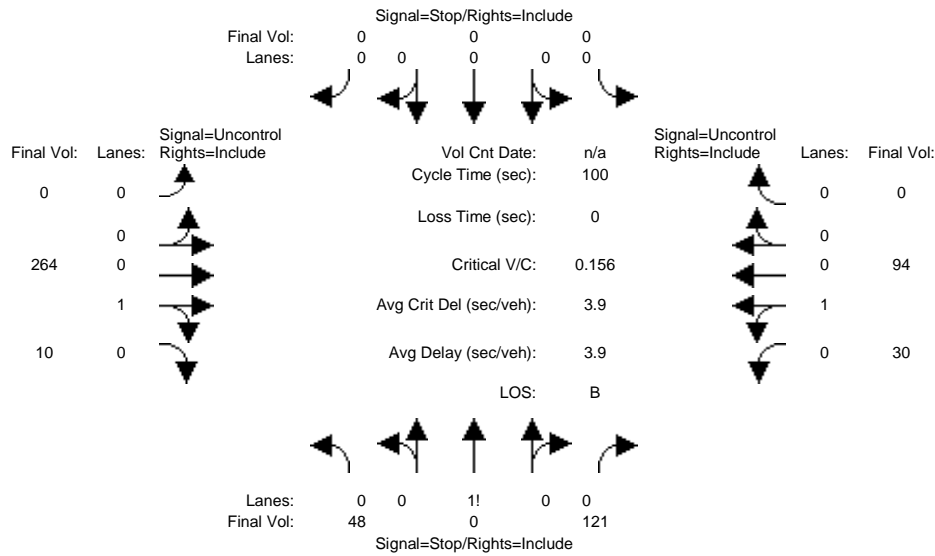 Signal=Stop/Rights=Include
Final Vol: 0 0 0
Lanes: 0 0 0 0 0
Signal=Uncontrol Signal=Uncontrol
Final Vol: Lanes: Rights=Include Vol Cnt Date: n/a Rights=Include Lanes: Final Vol:
Cycle Time (sec): 100
0 0 0 0
Loss Time (sec): 0
0 0
264 0 Critical V/C: 0.156 0 94
1 Avg Crit Del (sec/veh): 3.9 1
10 0 Avg Delay (sec/veh): 3.9 0 30
LOS: B
Lanes: 0 0 1! 0 0
Final Vol: 48 0 121
Signal=Stop/Rights=Include